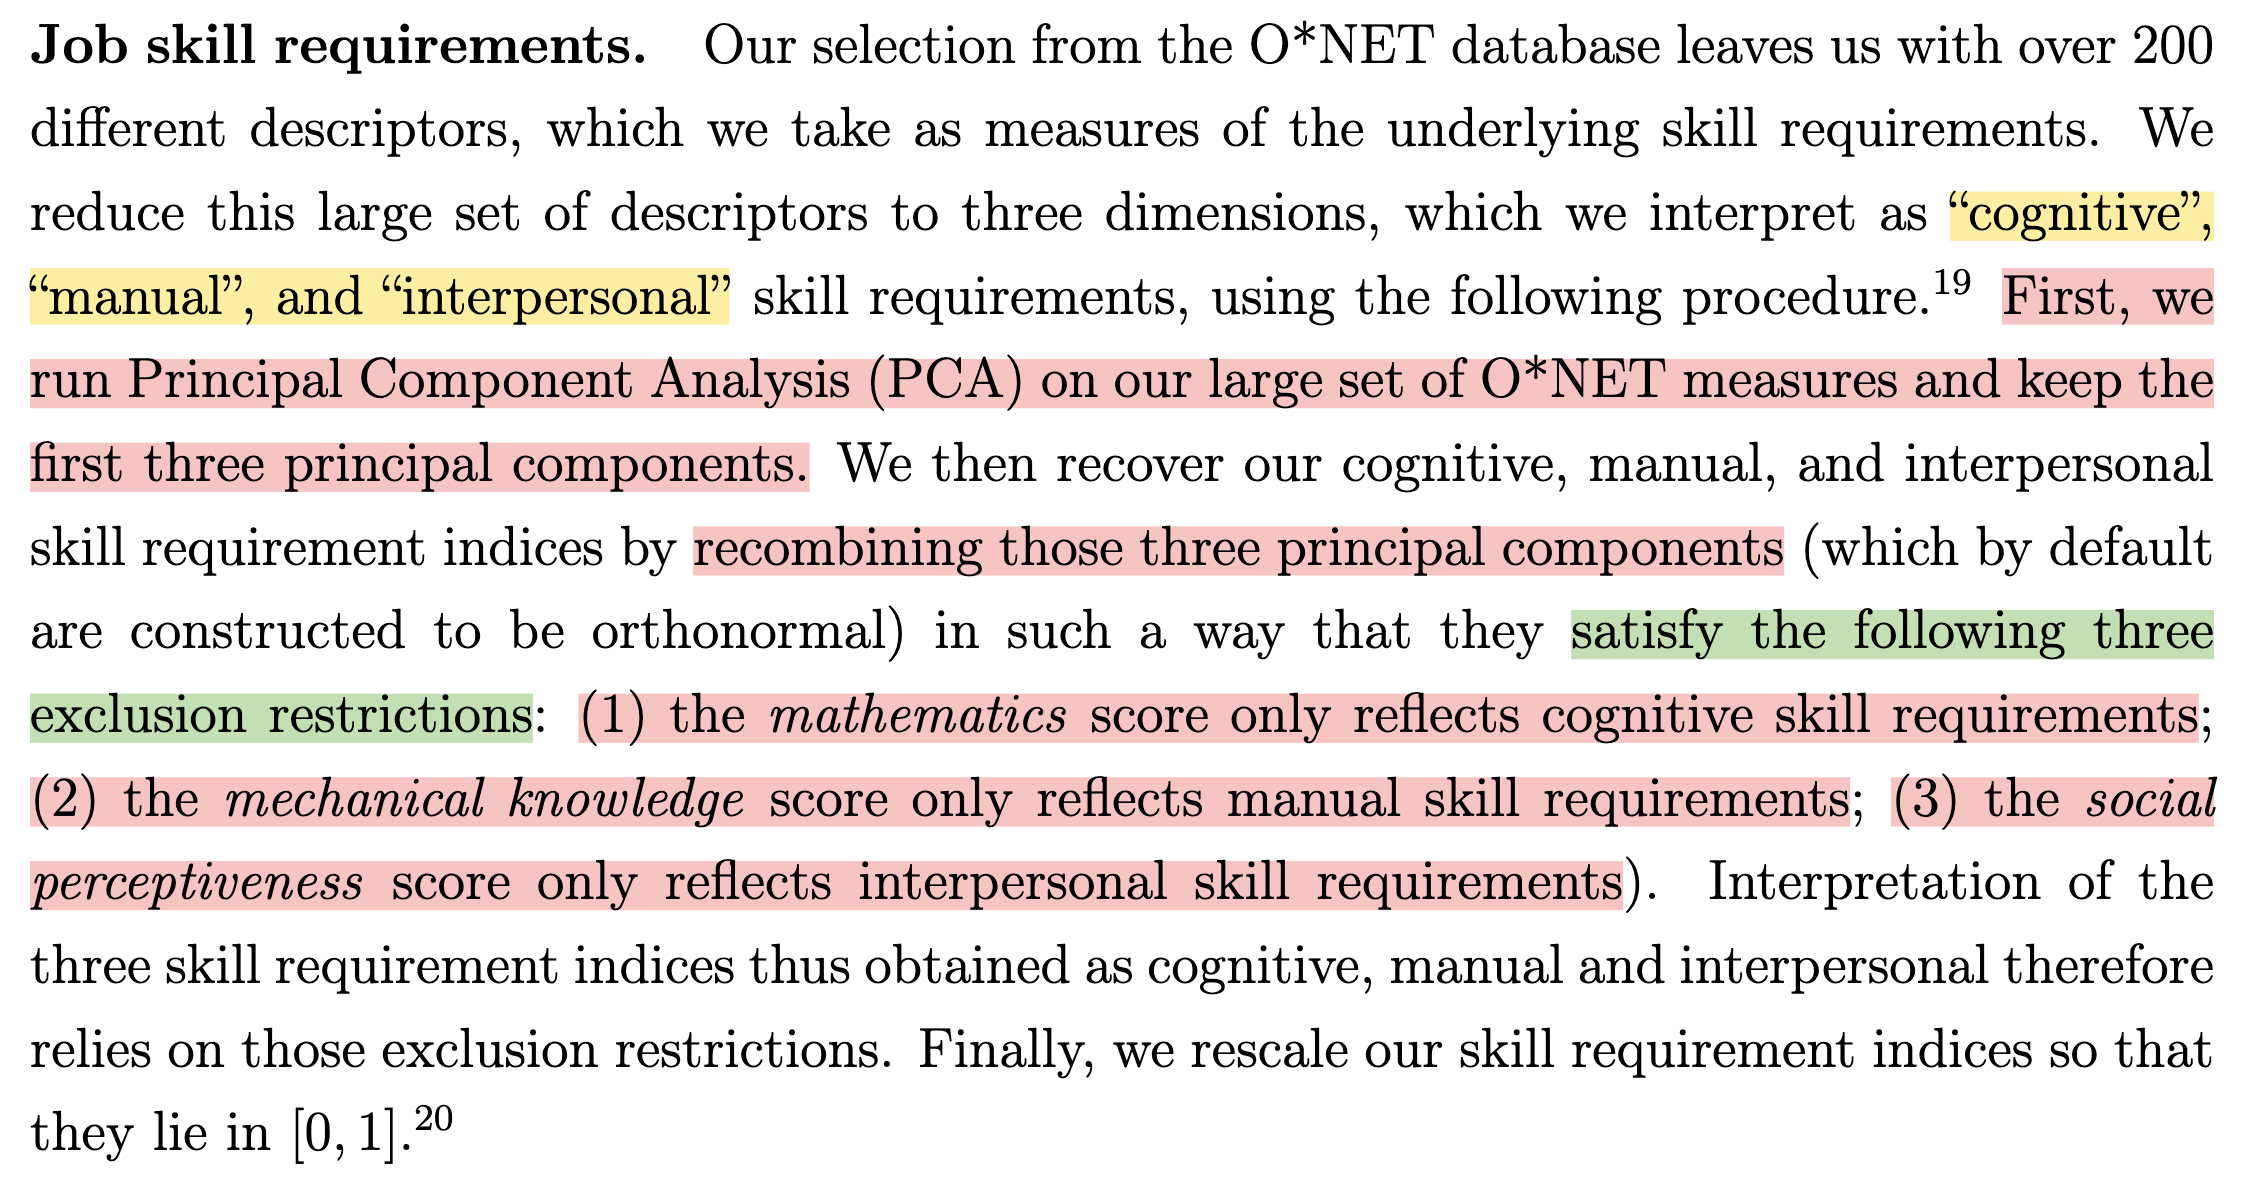 Job skill requirements. Our selection from the O*NET database leaves us with over 200
different descriptors, which we take as measures of the underlying skill requirements. We
reduce this large set of descriptors to three dimensions, which we interpret as “cognitive”,
“manual”, and “interpersonal” skill requirements, using the following procedure.19 First, we
run Principal Component Analysis (PCA) on our large set of O*NET measures and keep the
first three principal components. We then recover our cognitive, manual, and interpersonal
skill requirement indices by recombining those three principal components (which by default
are constructed to be orthonormal) in such a way that they satisfy the following three
exclusion restrictions: (1) the mathematics score only reflects cognitive skill requirements;
(2) the mechanical knowledge score only reflects manual skill requirements; (3) the social
perceptiveness score only reflects interpersonal skill requirements). Interpretation of the
three skill requirement indices thus obtained as cognitive, manual and interpersonal therefore
relies on those exclusion restrictions. Finally, we rescale our skill requirement indices so that
they lie in [0, 1].20